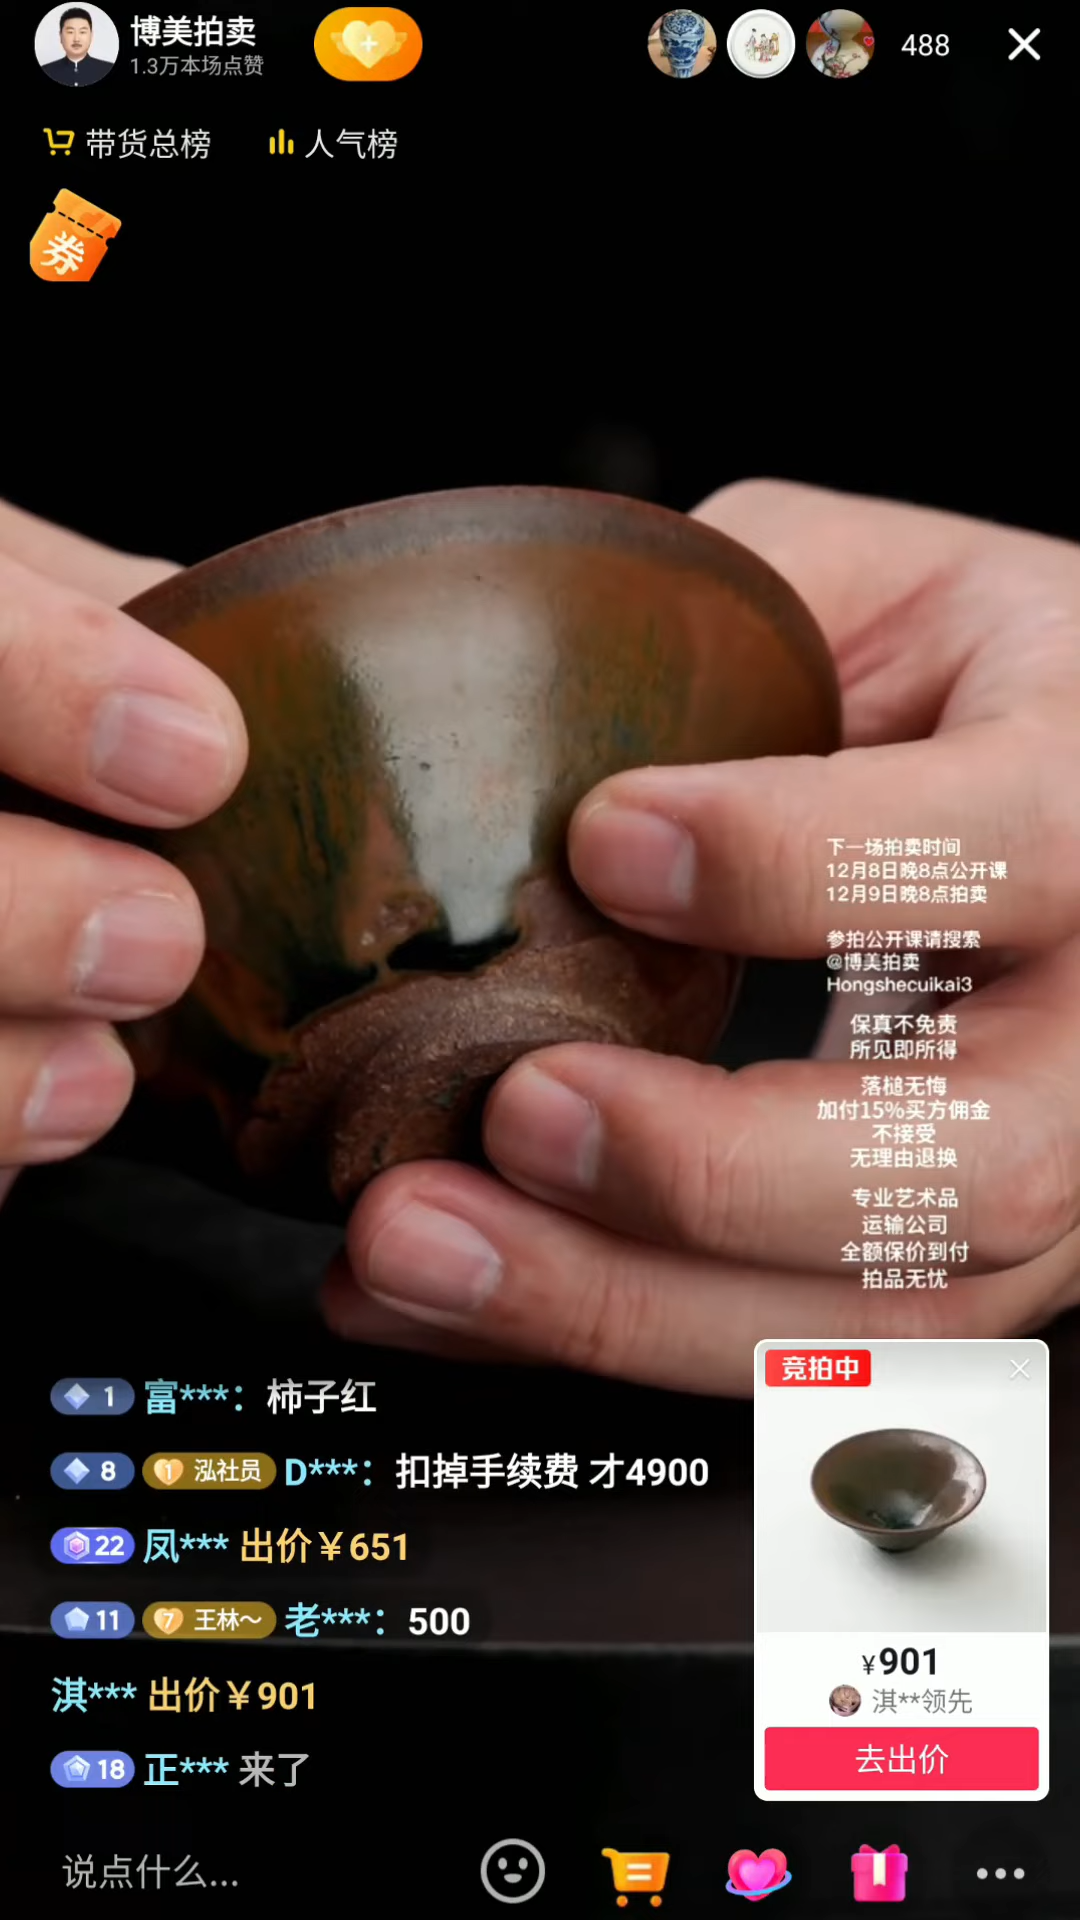 博美拍卖
1.3万本场点赞
488
带货总榜
人气榜
券
下一场拍卖时间
12月8日晚8点公开课
12月9日晚8点拍卖
参拍公开课请搜索
@博美拍卖
Hongshecuikai3
保真不免责
所见即所得
落槌无悔
加付15%买方佣金
不接受
无理由退换
专业艺术品
运输公司
全额保价到付
拍品无忧
1 富***：柿子红
8 1 泓社员 D***：扣掉手续费 才4900
22 凤*** 出价￥651
11 7 王林～ 老***：500
淇*** 出价￥901
18 正*** 来了
竞拍中
¥901
淇**领先
去出价
说点什么...